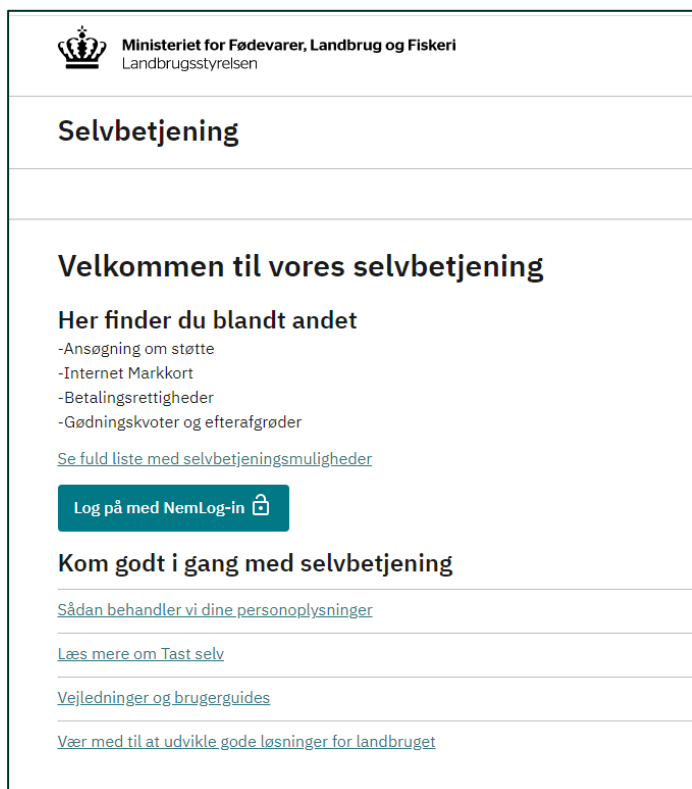 Ministeriet for Fødevarer, Landbrug og Fiskeri
Landbrugsstyrelsen
Selvbetjening
Velkommen til vores selvbetjening
Her finder du blandt andet
-Ansøgning om støtte
-Internet Markkort
-Betalingsrettigheder
-Gødningskvoter og efterafgrøder
Se fuld liste med selvbetjeningsmuligheder
Log på med NemLog-in
Kom godt i gang med selvbetjening
Sådan behandler vi dine personoplysninger
Læs mere om Tast selv
Vejledninger og brugerguides
Vær med til at udvikle gode løsninger for landbruget